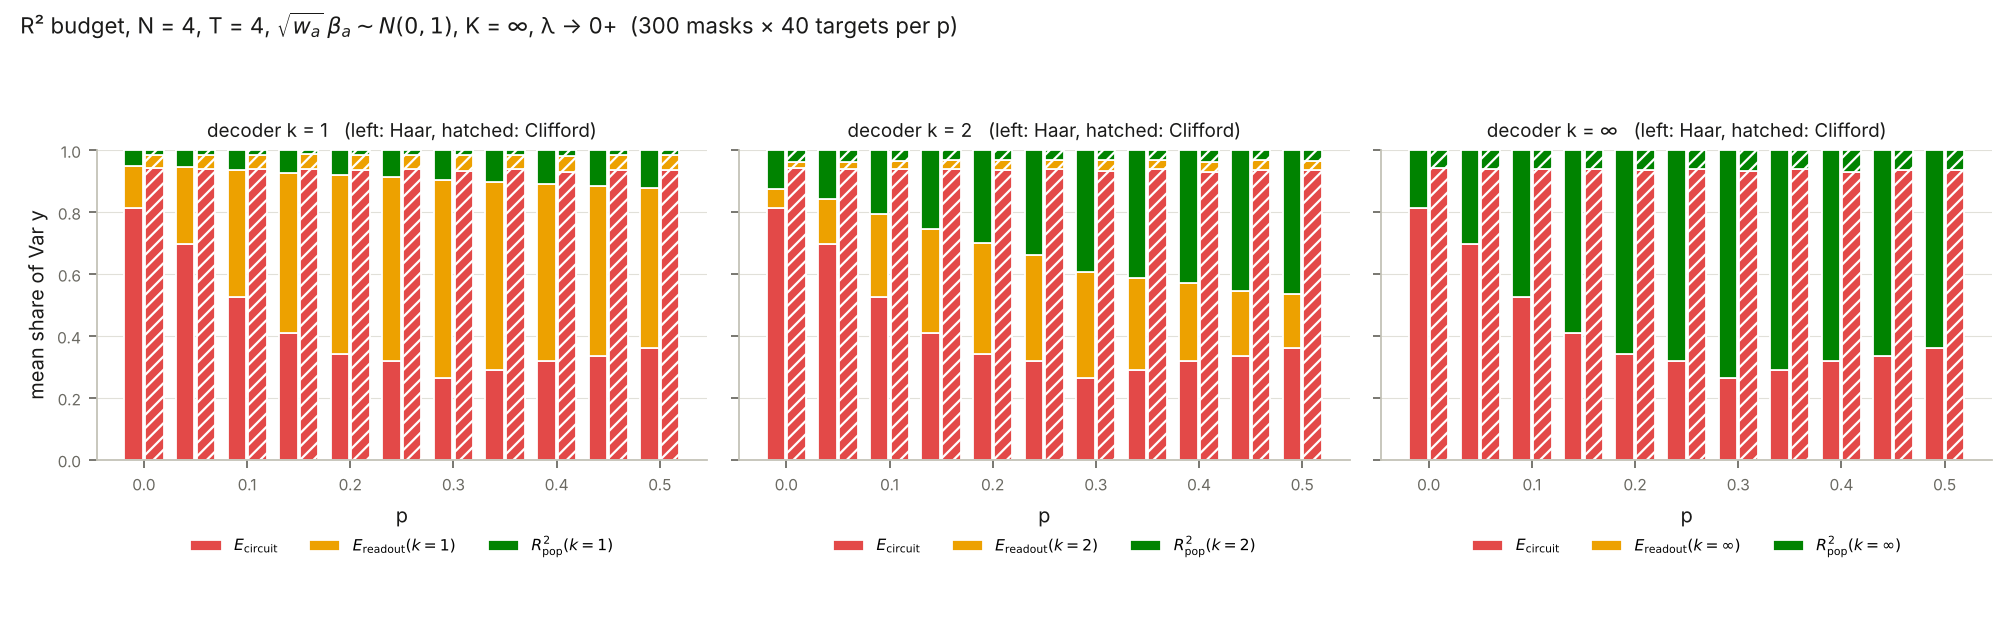 R² budget, N = 4, T = 4, √wₐ βₐ ~ N(0, 1), K = ∞, λ → 0+ (300 masks × 40 targets per p)
decoder k = 1 (left: Haar, hatched: Clifford)
decoder k = 2 (left: Haar, hatched: Clifford)
decoder k = ∞ (left: Haar, hatched: Clifford)
mean share of Var y
1.0
0.8
0.6
0.4
0.2
0.0
0.0 0.1 0.2 0.3 0.4 0.5
0.0 0.1 0.2 0.3 0.4 0.5
0.0 0.1 0.2 0.3 0.4 0.5
p
p
p
E_circuit E_readout(k = 1) R²_pop(k = 1)
E_circuit E_readout(k = 2) R²_pop(k = 2)
E_circuit E_readout(k = ∞) R²_pop(k = ∞)